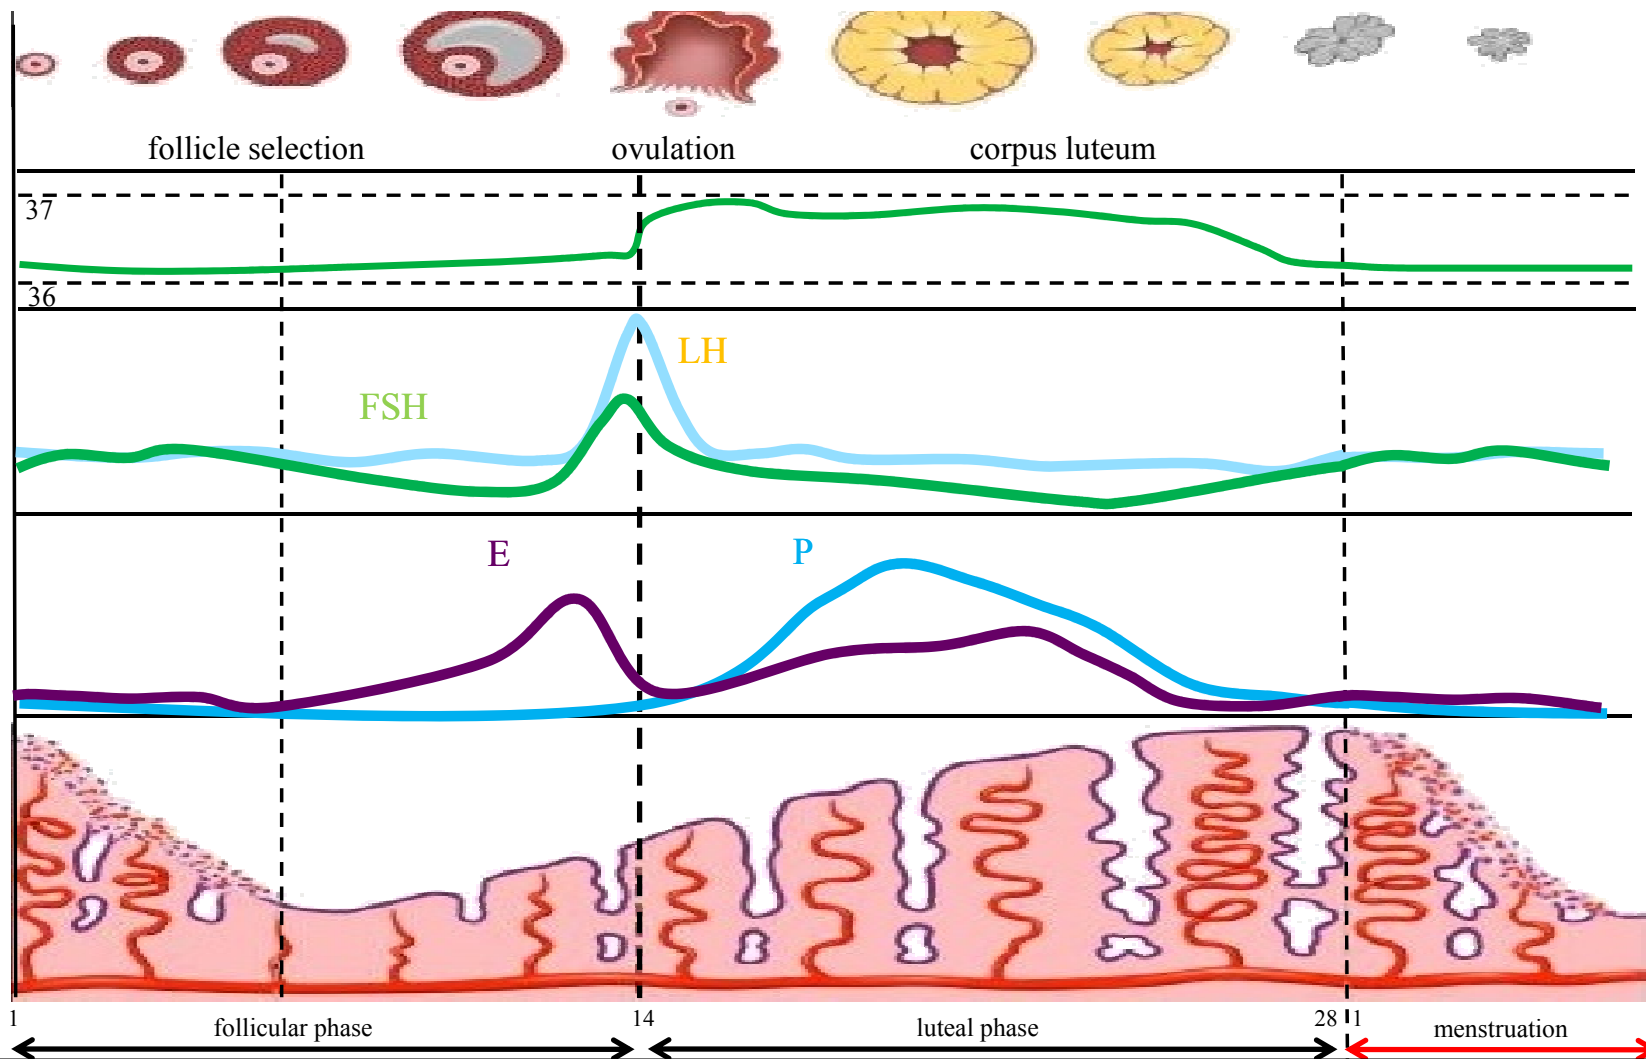 follicle selection
ovulation
corpus luteum
37
36
LH
FSH
E
P
1
14
28
1
follicular phase
luteal phase
menstruation